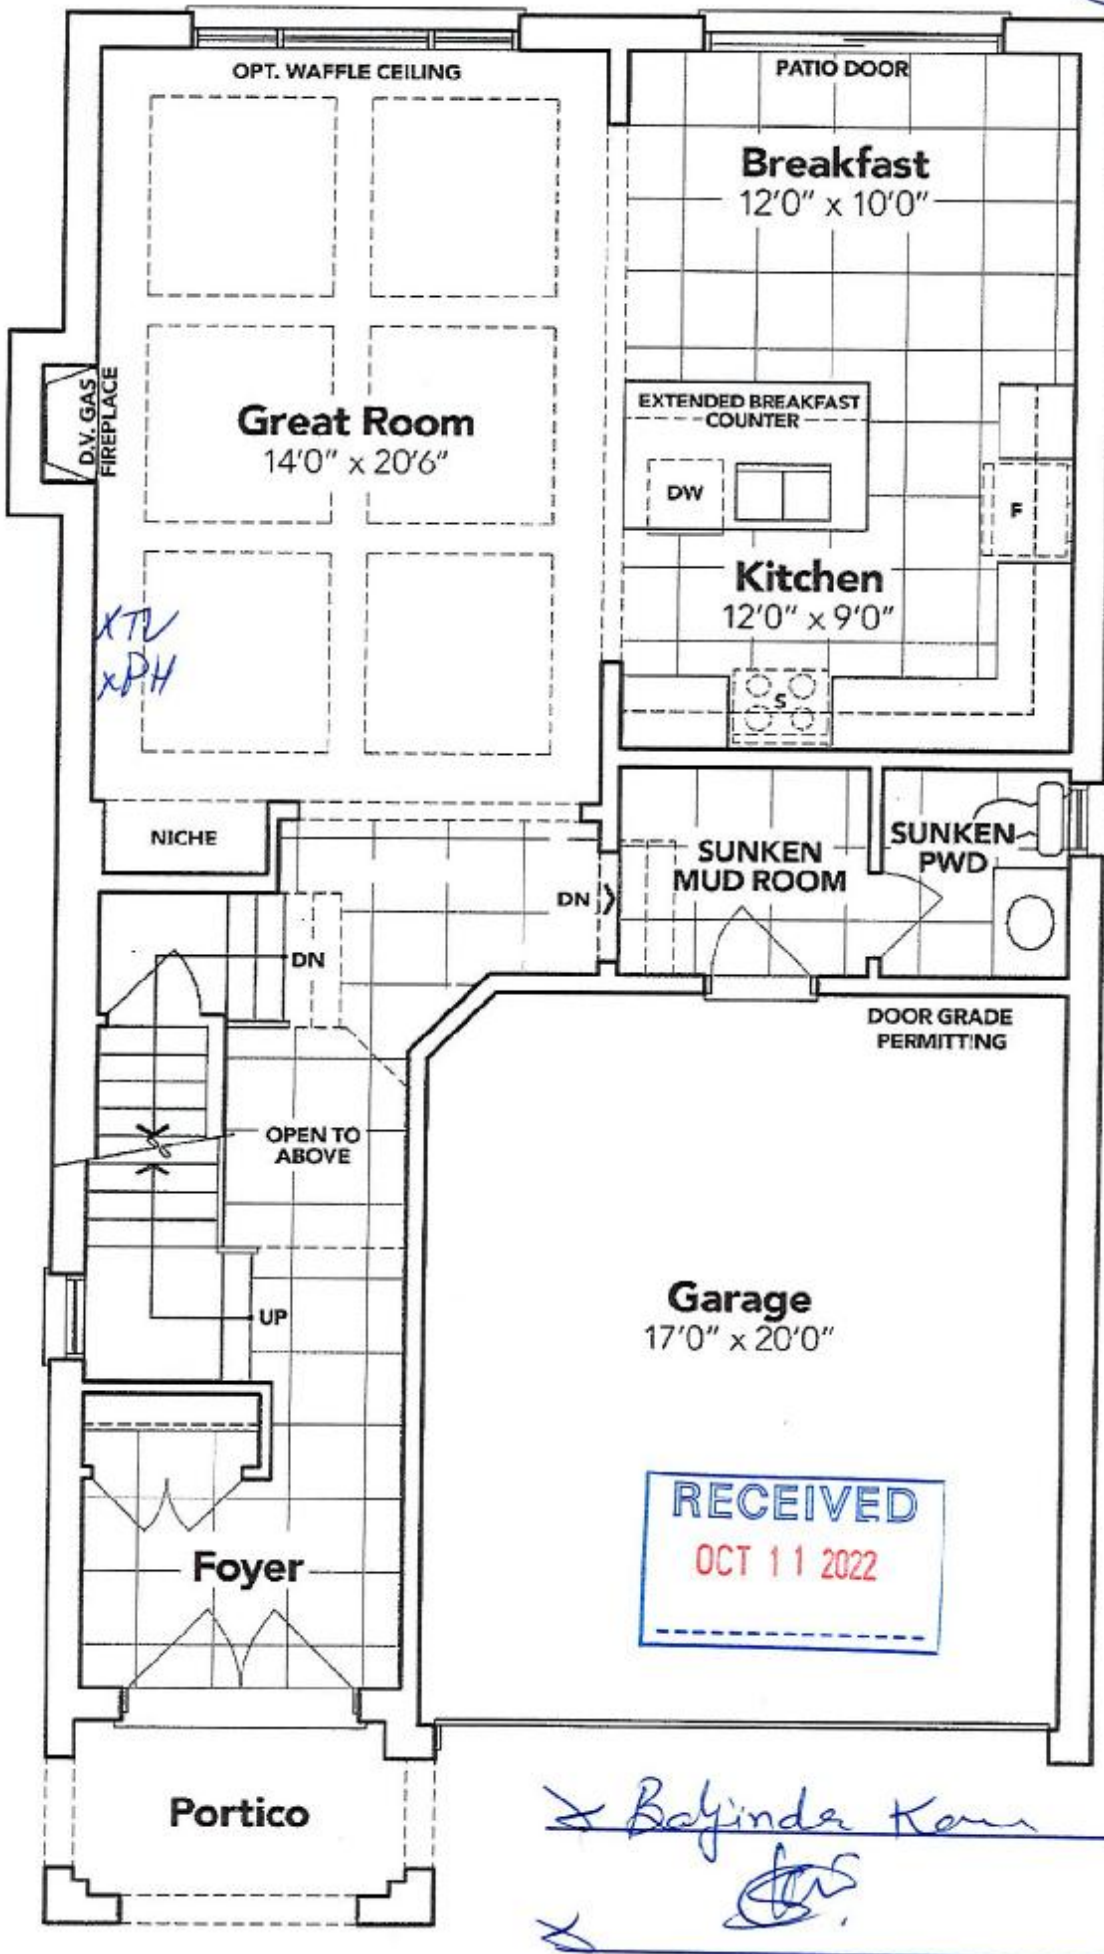 OPT. WAFFLE CEILING
PATIO DOOR
Breakfast
12'0" x 10'0"
D.V. GAS
FIREPLACE
Great Room
14'0" x 20'6"
EXTENDED BREAKFAST
COUNTER
DW
F
Kitchen
12'0" x 9'0"
S
XTV
xPH
NICHE
SUNKEN
MUD ROOM
SUNKEN
PWD
DN
DN
DOOR GRADE
PERMITTING
OPEN TO
ABOVE
UP
Garage
17'0" x 20'0"
RECEIVED
OCT 11 2022
Foyer
Portico
x Baljinder Kaur
x